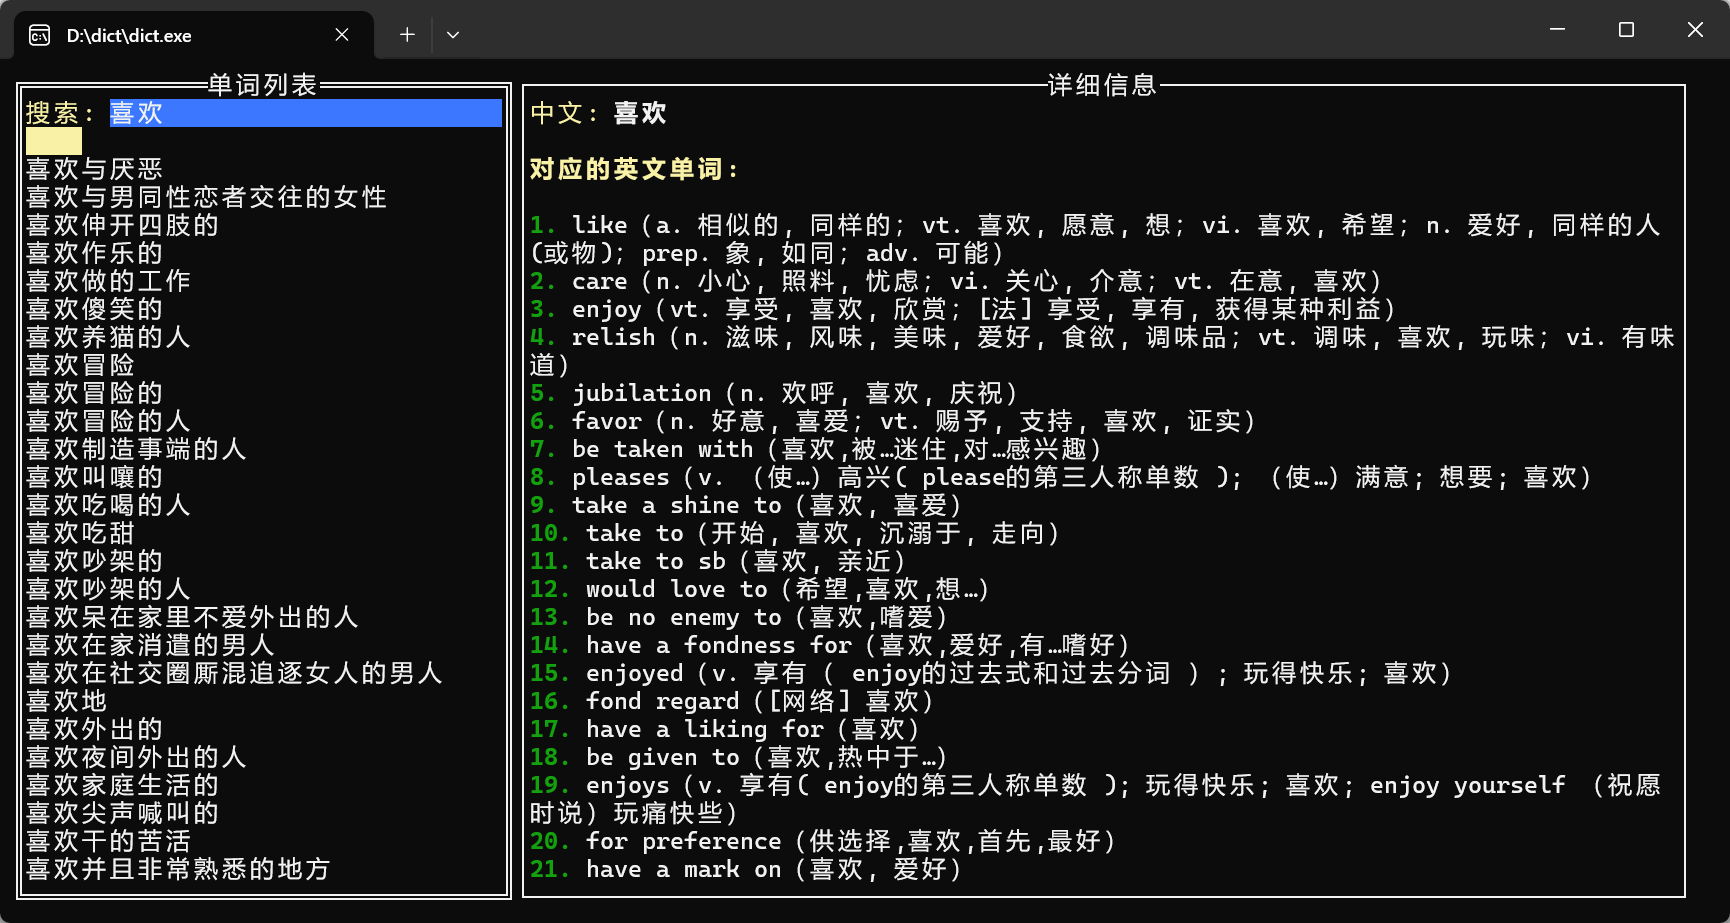 D:\dict\dict.exe
单词列表
搜索: 喜欢
喜欢与厌恶
喜欢与男同性恋者交往的女性
喜欢伸开四肢的
喜欢作乐的
喜欢做的工作
喜欢傻笑的
喜欢养猫的人
喜欢冒险
喜欢冒险的
喜欢冒险的人
喜欢制造事端的人
喜欢叫嚷的
喜欢吃喝的人
喜欢吃甜
喜欢吵架的
喜欢吵架的人
喜欢呆在家里不爱外出的人
喜欢在家消遣的男人
喜欢在社交圈厮混追逐女人的男人
喜欢地
喜欢外出的
喜欢夜间外出的人
喜欢家庭生活的
喜欢尖声喊叫的
喜欢干的苦活
喜欢并且非常熟悉的地方
详细信息
中文: 喜欢
对应的英文单词:
1. like (a. 相似的, 同样的; vt. 喜欢, 愿意, 想; vi. 喜欢, 希望; n. 爱好, 同样的人
(或物); prep. 象, 如同; adv. 可能)
2. care (n. 小心, 照料, 忧虑; vi. 关心, 介意; vt. 在意, 喜欢)
3. enjoy (vt. 享受, 喜欢, 欣赏; [法] 享受, 享有, 获得某种利益)
4. relish (n. 滋味, 风味, 美味, 爱好, 食欲, 调味品; vt. 调味, 喜欢, 玩味; vi. 有味
道)
5. jubilation (n. 欢呼, 喜欢, 庆祝)
6. favor (n. 好意, 喜爱; vt. 赐予, 支持, 喜欢, 证实)
7. be taken with (喜欢,被…迷住,对…感兴趣)
8. pleases (v. （使…）高兴( please的第三人称单数 ); （使…）满意; 想要; 喜欢)
9. take a shine to (喜欢, 喜爱)
10. take to (开始, 喜欢, 沉溺于, 走向)
11. take to sb (喜欢, 亲近)
12. would love to (希望,喜欢,想…)
13. be no enemy to (喜欢,嗜爱)
14. have a fondness for (喜欢,爱好,有…嗜好)
15. enjoyed (v. 享有 ( enjoy的过去式和过去分词 ) ; 玩得快乐; 喜欢)
16. fond regard ([网络] 喜欢)
17. have a liking for (喜欢)
18. be given to (喜欢,热中于…)
19. enjoys (v. 享有( enjoy的第三人称单数 ); 玩得快乐; 喜欢; enjoy yourself （祝愿
时说）玩痛快些)
20. for preference (供选择,喜欢,首先,最好)
21. have a mark on (喜欢, 爱好)